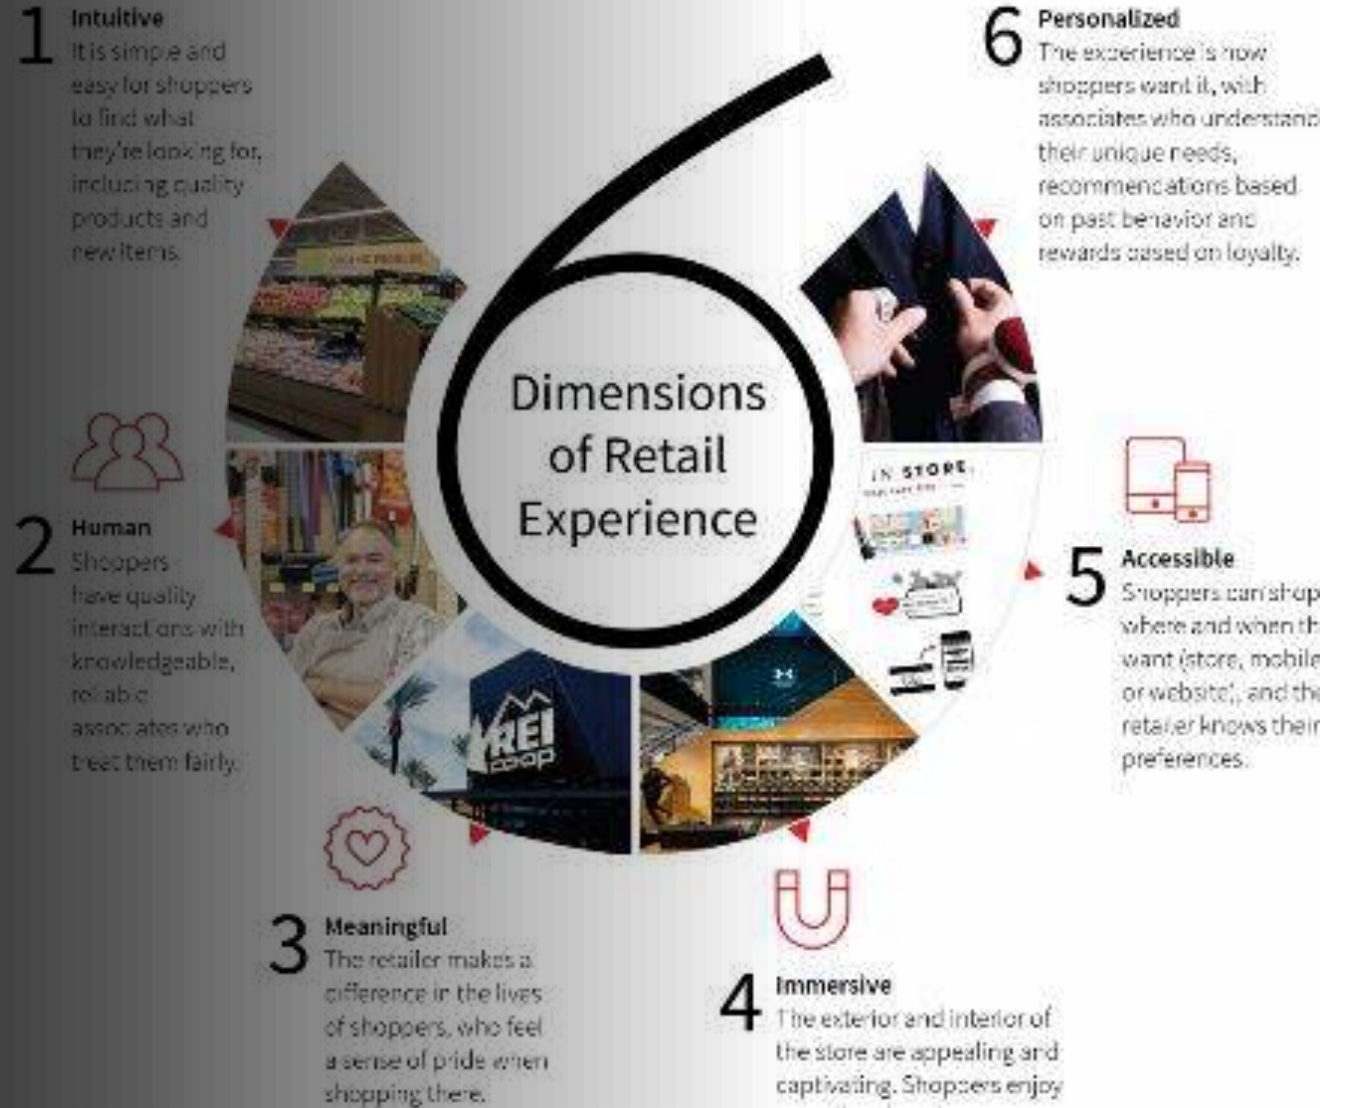 1
Intuitive
It is simple and
easy for shoppers
to find what
they're looking for,
including quality
products and
new items.
6
Personalized
The experience is how
shoppers want it, with
associates who understand
their unique needs,
recommendations based
on past behavior and
rewards based on loyalty.
6
Dimensions
of Retail
Experience
ORGANIC PRODUCE
2
Human
Shoppers
have quality
interactions with
knowledgeable,
reliable
associates who
treat them fairly.
IN STORE.
5
Accessible
Shoppers can shop
where and when th
want (store, mobile
or website), and the
retailer knows their
preferences.
REI
co-op
3
Meaningful
The retailer makes a
difference in the lives
of shoppers, who feel
a sense of pride when
shopping there.
4
Immersive
The exterior and interior of
the store are appealing and
captivating. Shoppers enjoy